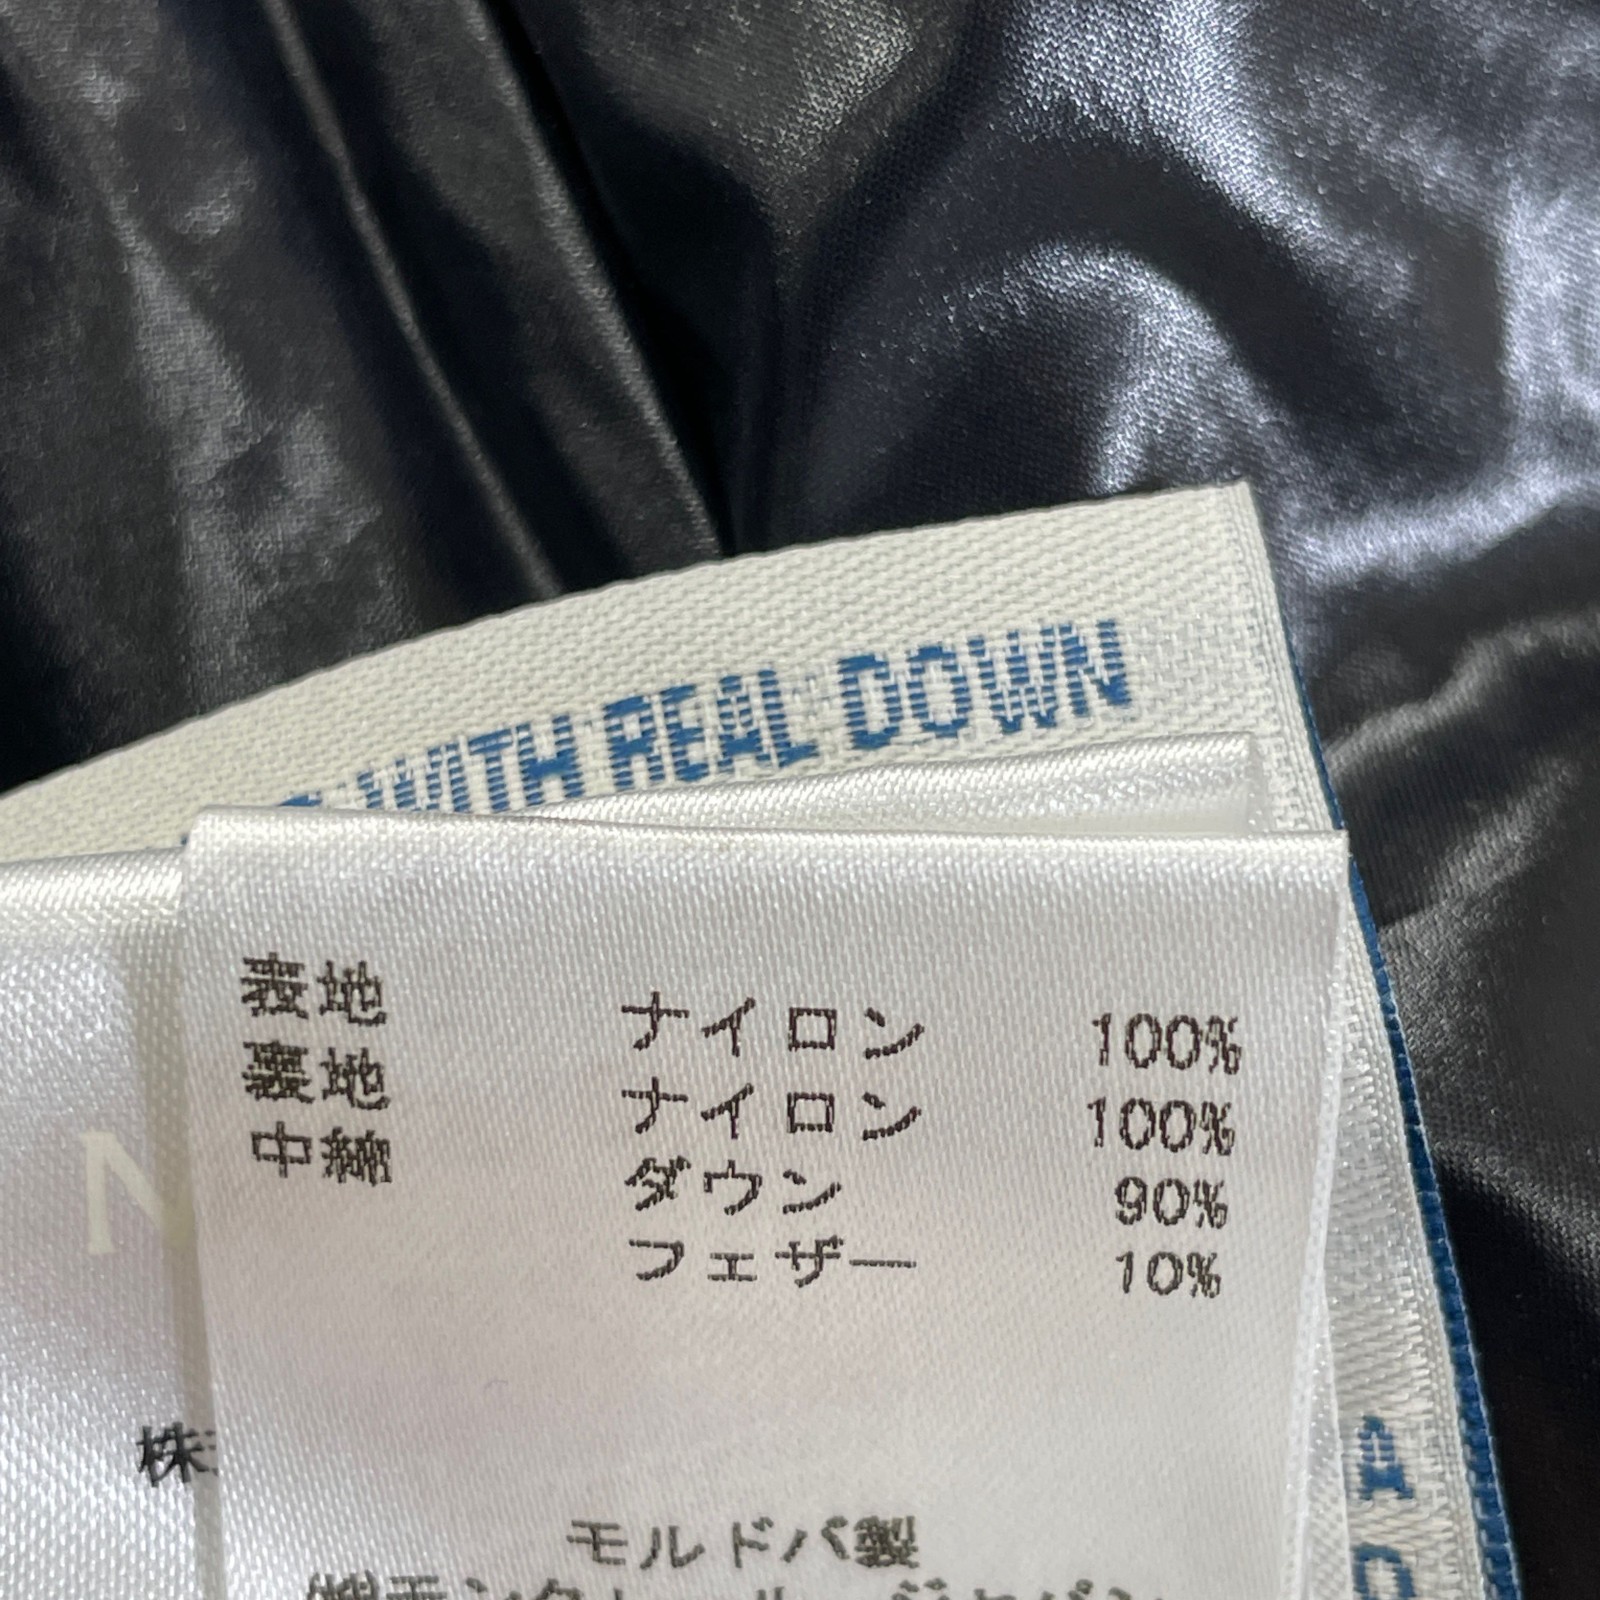 WITH REAL DOWN
表地 ナイロン 100%
裏地 ナイロン 100%
中綿 ダウン 90%
フェザー 10%
N
株
モルドバ製